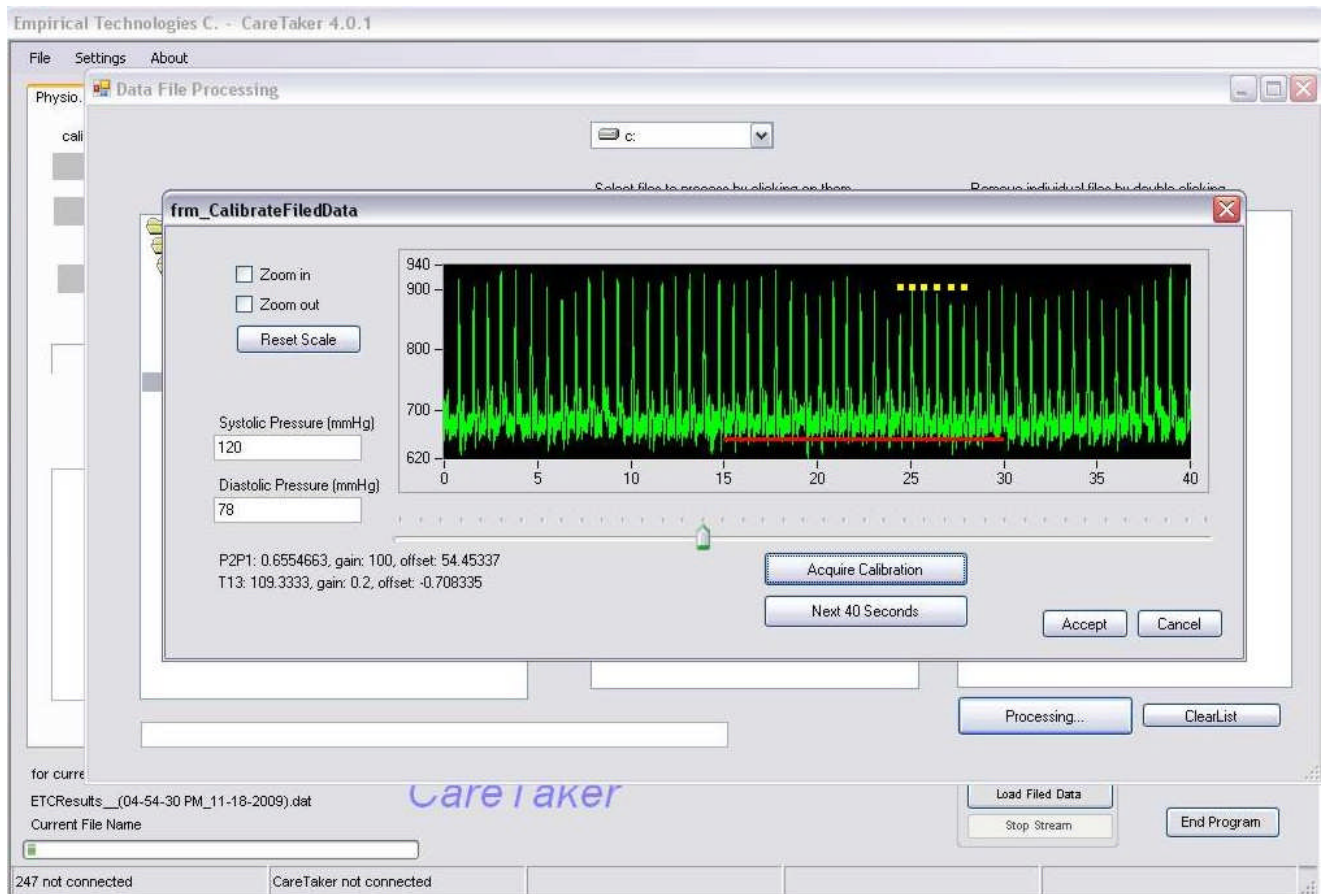 Empirical Technologies C. - CareTaker 4.0.1
File Settings About
Physio.
Data File Processing
cali
c:
Select files to process by clicking on them
Remove individual files by double clicking
frm_CalibrateFiledData
Zoom in
Zoom out
Reset Scale
940
900
800
700
620
0 5 10 15 20 25 30 35 40
Systolic Pressure (mmHg)
120
Diastolic Pressure (mmHg)
78
P2P1: 0.6554663, gain: 100, offset: 54.45337
T13: 109.3333, gain: 0.2, offset: -0.708335
Acquire Calibration
Next 40 Seconds
Accept
Cancel
Processing...
ClearList
for curre
ETCResults__(04-54-30 PM_11-18-2009).dat
CareTaker
Current File Name
Load Filed Data
Stop Stream
End Program
247 not connected
CareTaker not connected